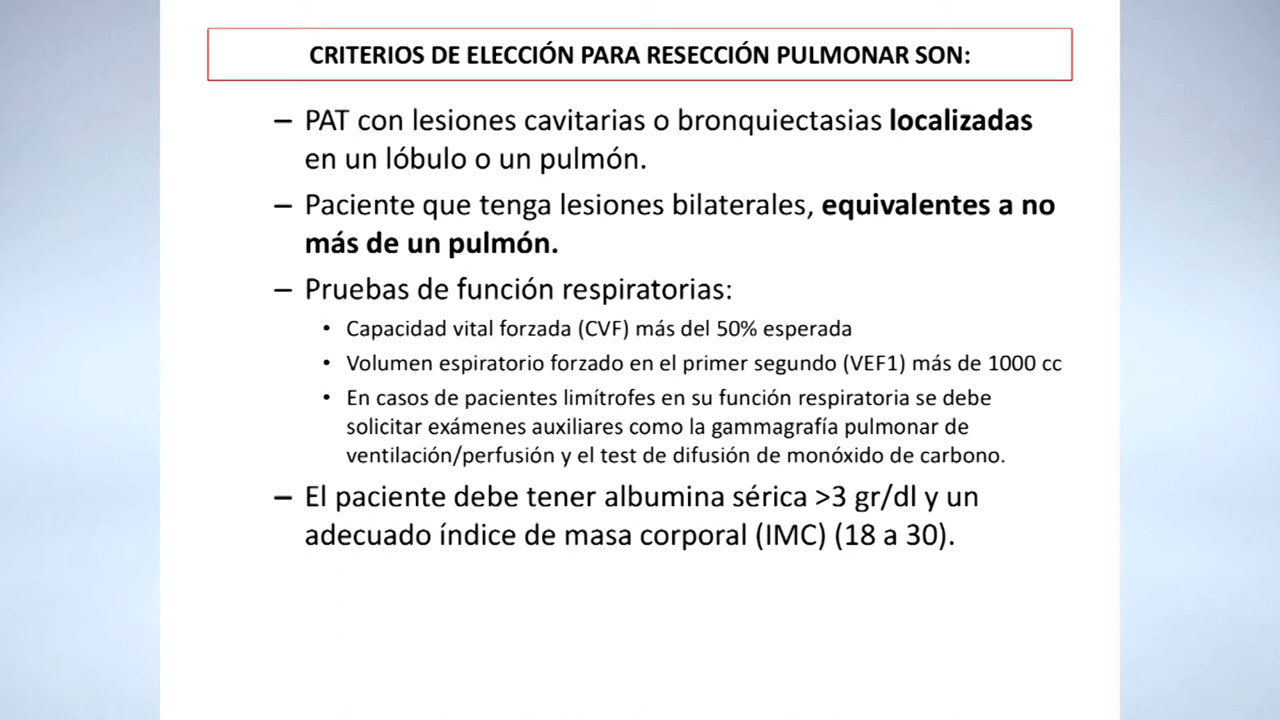 CRITERIOS DE ELECCIÓN PARA RESECCIÓN PULMONAR SON:
– PAT con lesiones cavitarias o bronquiectasias localizadas
en un lóbulo o un pulmón.
– Paciente que tenga lesiones bilaterales, equivalentes a no
más de un pulmón.
– Pruebas de función respiratorias:
• Capacidad vital forzada (CVF) más del 50% esperada
• Volumen espiratorio forzado en el primer segundo (VEF1) más de 1000 cc
• En casos de pacientes limítrofes en su función respiratoria se debe
solicitar exámenes auxiliares como la gammagrafía pulmonar de
ventilación/perfusión y el test de difusión de monóxido de carbono.
– El paciente debe tener albumina sérica >3 gr/dl y un
adecuado índice de masa corporal (IMC) (18 a 30).